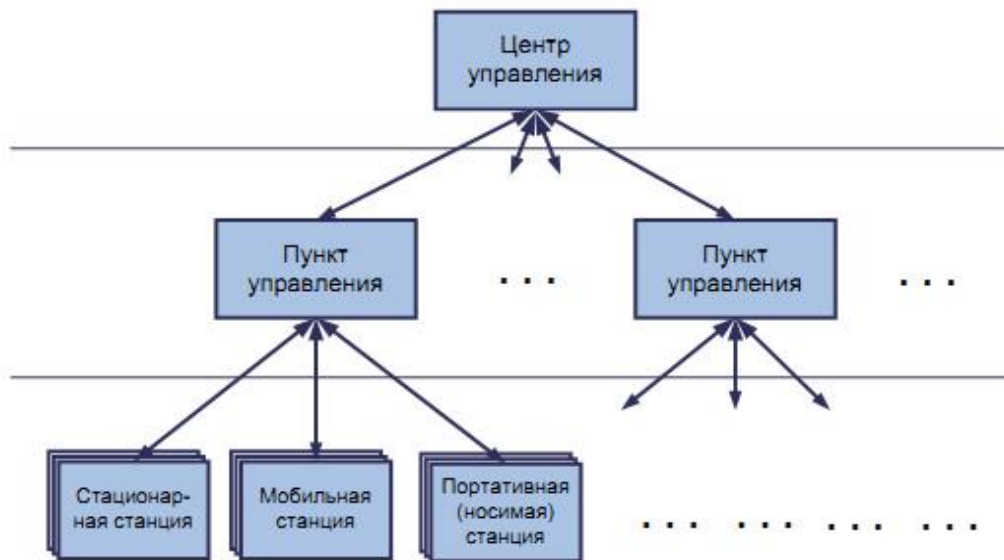 Центр
управления
Пункт
управления
. . .
Пункт
управления
. . .
Стационар-
ная станция
Мобильная
станция
Портативная
(носимая)
станция
. . . . . . . . . . . .